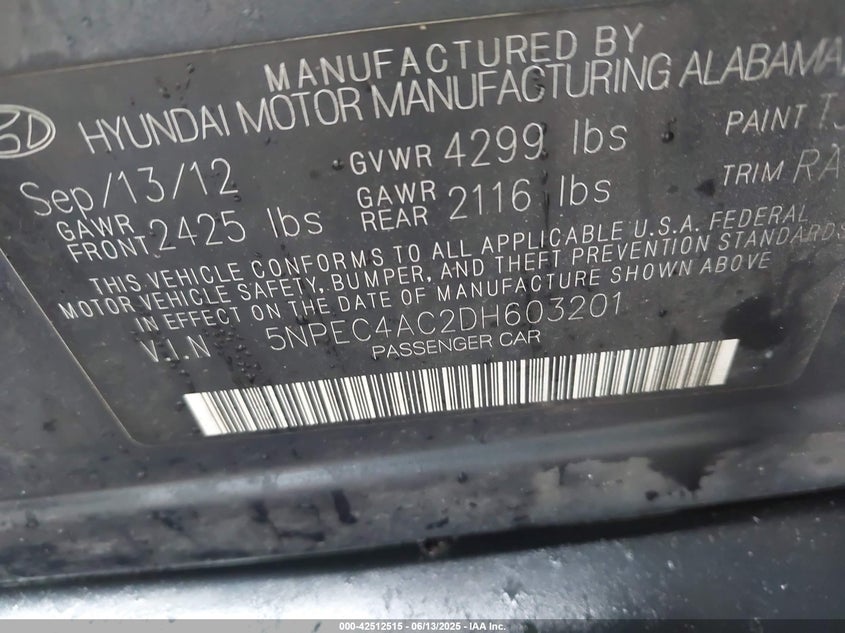 MANUFACTURED BY
HYUNDAI MOTOR MANUFACTURING ALABAMA,
Sep/13/12 GVWR 4299 lbs PAINT
GAWR FRONT 2425 lbs GAWR REAR 2116 lbs TRIM RA
THIS VEHICLE CONFORMS TO ALL APPLICABLE U.S.A. FEDERAL
MOTOR VEHICLE SAFETY, BUMPER, AND THEFT PREVENTION STANDARDS
IN EFFECT ON THE DATE OF MANUFACTURE SHOWN ABOVE
V.I.N 5NPEC4AC2DH603201
PASSENGER CAR
000-42512515 - 06/13/2025 - IAA Inc.